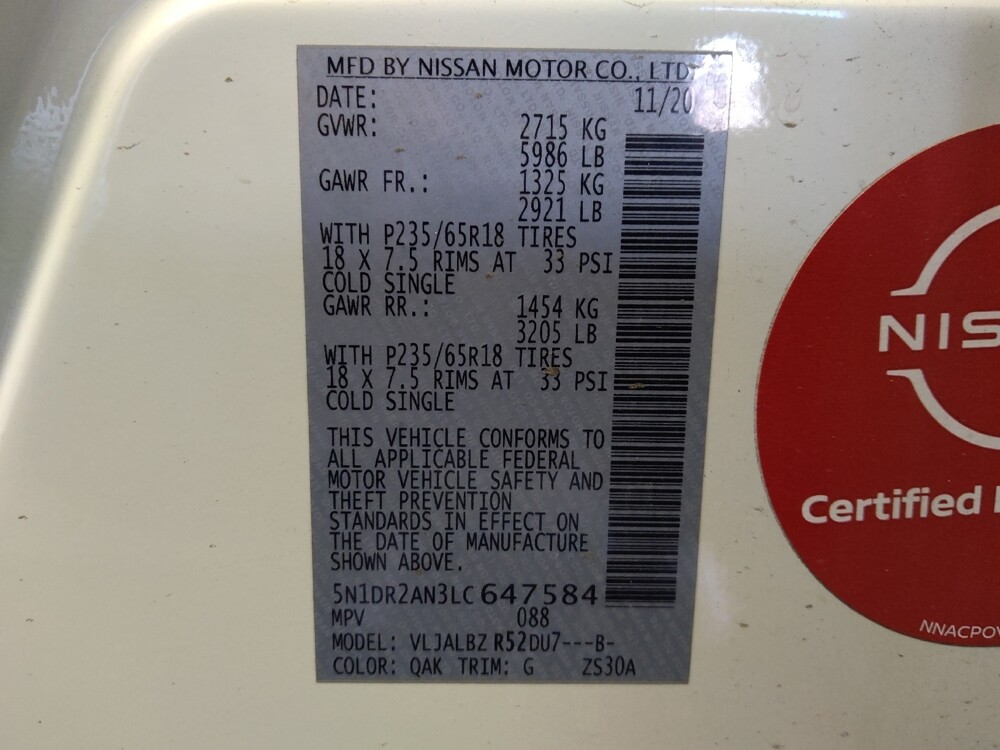 MFD BY NISSAN MOTOR CO., LTD.
DATE: 11/20
GVWR: 2715 KG
5986 LB
GAWR FR.: 1325 KG
2921 LB
WITH P235/65R18 TIRES
18 X 7.5 RIMS AT 33 PSI
COLD SINGLE
GAWR RR.: 1454 KG
3205 LB
WITH P235/65R18 TIRES
18 X 7.5 RIMS AT 33 PSI
COLD SINGLE
THIS VEHICLE CONFORMS TO
ALL APPLICABLE FEDERAL
MOTOR VEHICLE SAFETY AND
THEFT PREVENTION
STANDARDS IN EFFECT ON
THE DATE OF MANUFACTURE
SHOWN ABOVE.
5N1DR2AN3LC647584
MPV 088
MODEL: VLJALBZ R52DU7---B-
COLOR: QAK TRIM: G ZS30A
NIS
Certified
NNACPOV